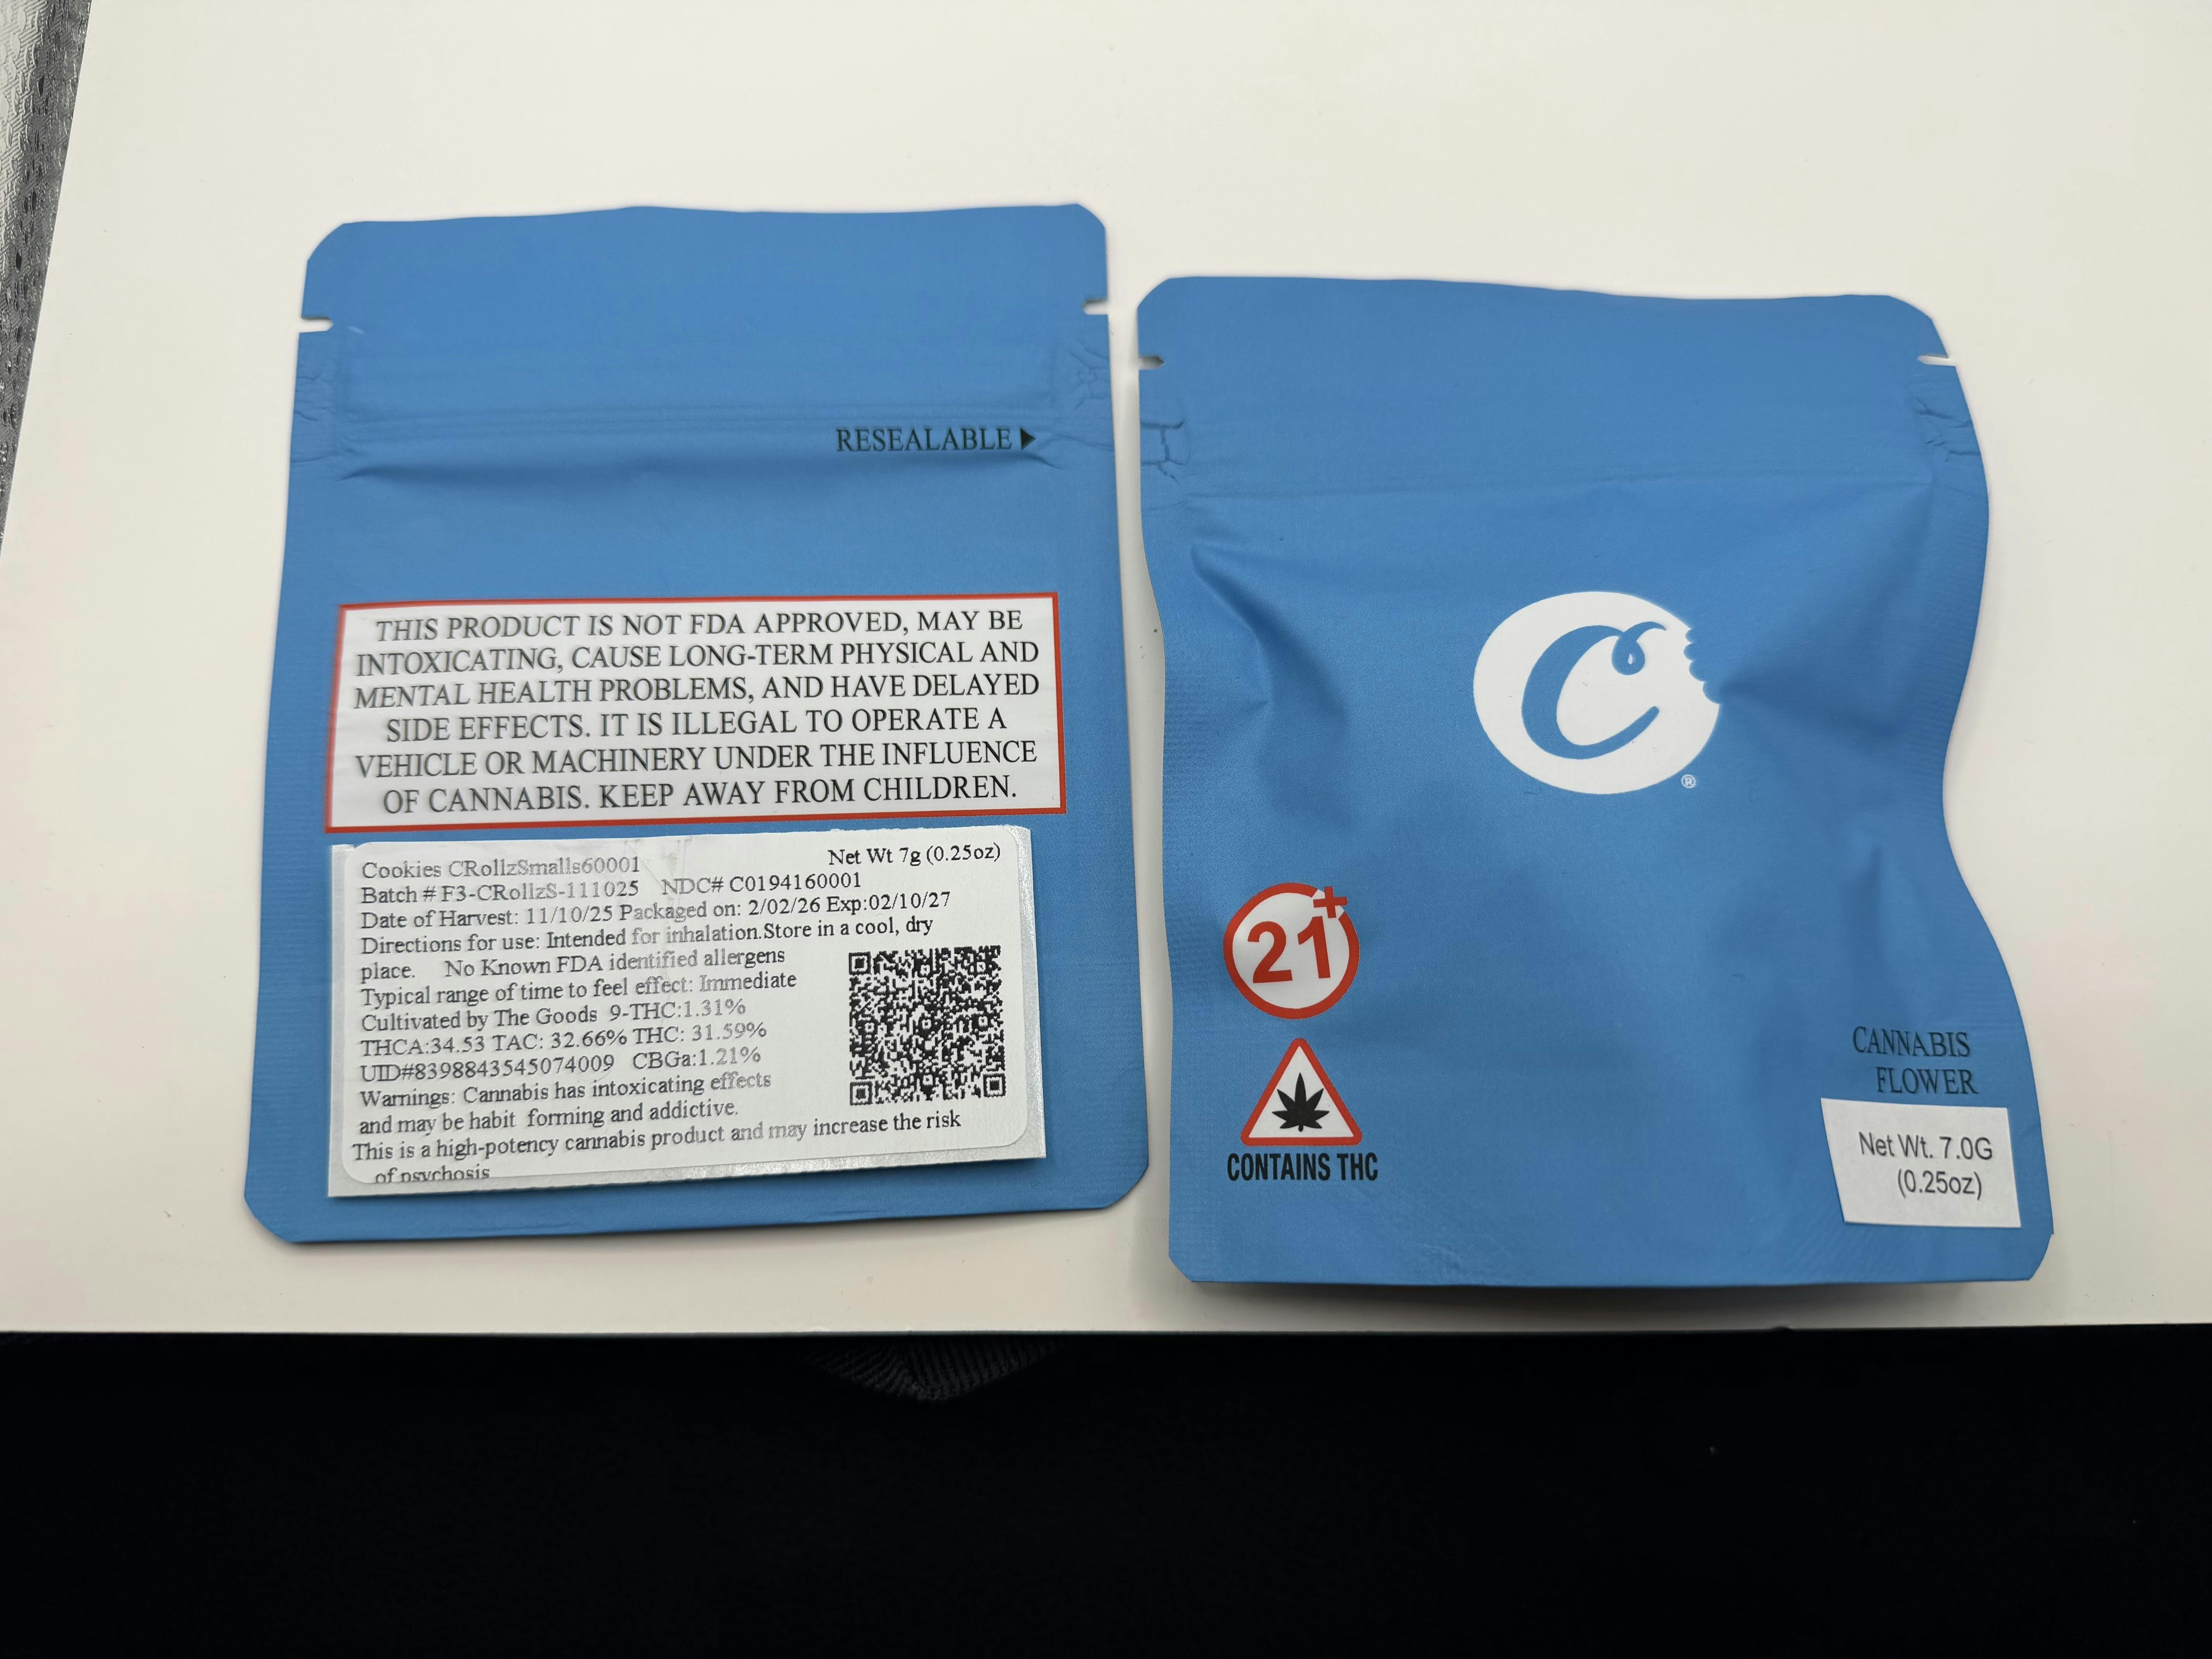 RESEALABLE
THIS PRODUCT IS NOT FDA APPROVED, MAY BE
INTOXICATING, CAUSE LONG-TERM PHYSICAL AND
MENTAL HEALTH PROBLEMS, AND HAVE DELAYED
SIDE EFFECTS. IT IS ILLEGAL TO OPERATE A
VEHICLE OR MACHINERY UNDER THE INFLUENCE
OF CANNABIS. KEEP AWAY FROM CHILDREN.
Cookies CRollzSmalls60001 Net Wt 7g (0.25oz)
Batch # F3-CRollzS-111025 NDC# C0194160001
Date of Harvest: 11/10/25 Packaged on: 2/02/26 Exp:02/10/27
Directions for use: Intended for inhalation.Store in a cool, dry
place. No Known FDA identified allergens
Typical range of time to feel effect: Immediate
Cultivated by The Goods 9-THC:1.31%
THCA:34.53 TAC: 32.66% THC: 31.59%
UID#8398843545074009 CBGa:1.21%
Warnings: Cannabis has intoxicating effects
and may be habit forming and addictive.
This is a high-potency cannabis product and may increase the risk
of psychosis
C
®
21+
CONTAINS THC
CANNABIS
FLOWER
Net Wt. 7.0G
(0.25oz)